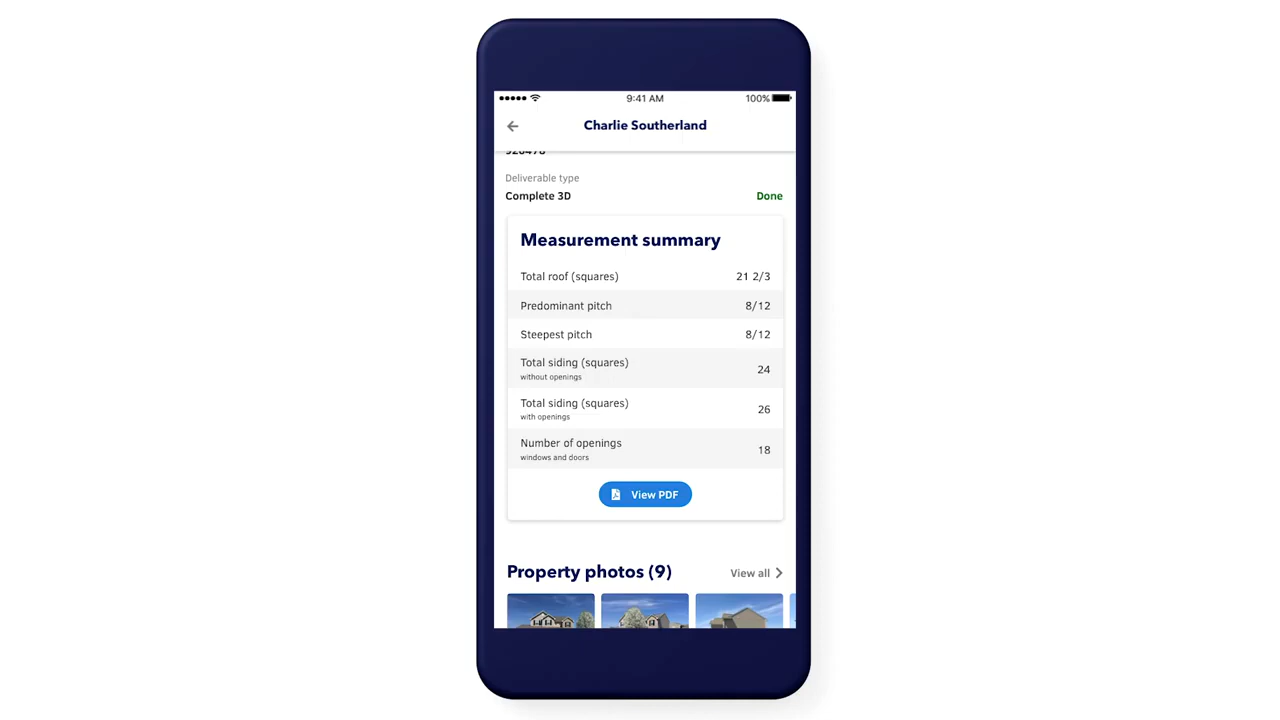 9:41 AM
100%
Charlie Southerland
Deliverable type
Complete 3D
Done
Measurement summary
Total roof (squares)
21 2/3
Predominant pitch
8/12
Steepest pitch
8/12
Total siding (squares)
without openings
24
Total siding (squares)
with openings
26
Number of openings
windows and doors
18
View PDF
Property photos (9)
View all